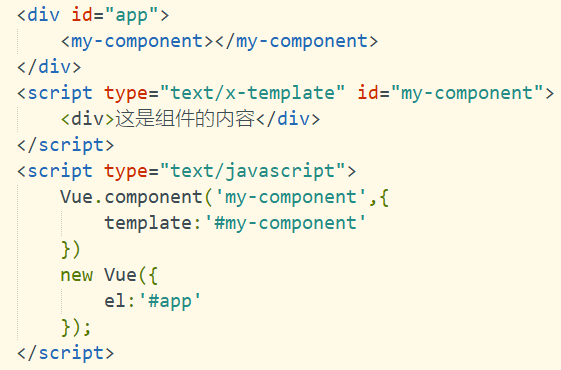 <div id="app">
    <my-component></my-component>
</div>
<script type="text/x-template" id="my-component">
    <div>这是组件的内容</div>
</script>
<script type="text/javascript">
    Vue.component('my-component',{
        template:'#my-component'
    })
    new Vue({
        el:'#app'
    });
</script>